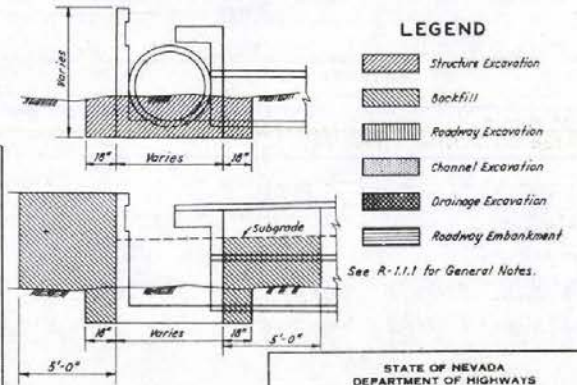 Varies
18"
Varies
18"
LEGEND
Structure Excavation
Backfill
Roadway Excavation
Channel Excavation
Drainage Excavation
Roadway Embankment
See R-1.1.1 for General Notes.
Subgrade
18"
Varies
18"
5'-0"
5'-0"
STATE OF NEVADA
DEPARTMENT OF HIGHWAYS